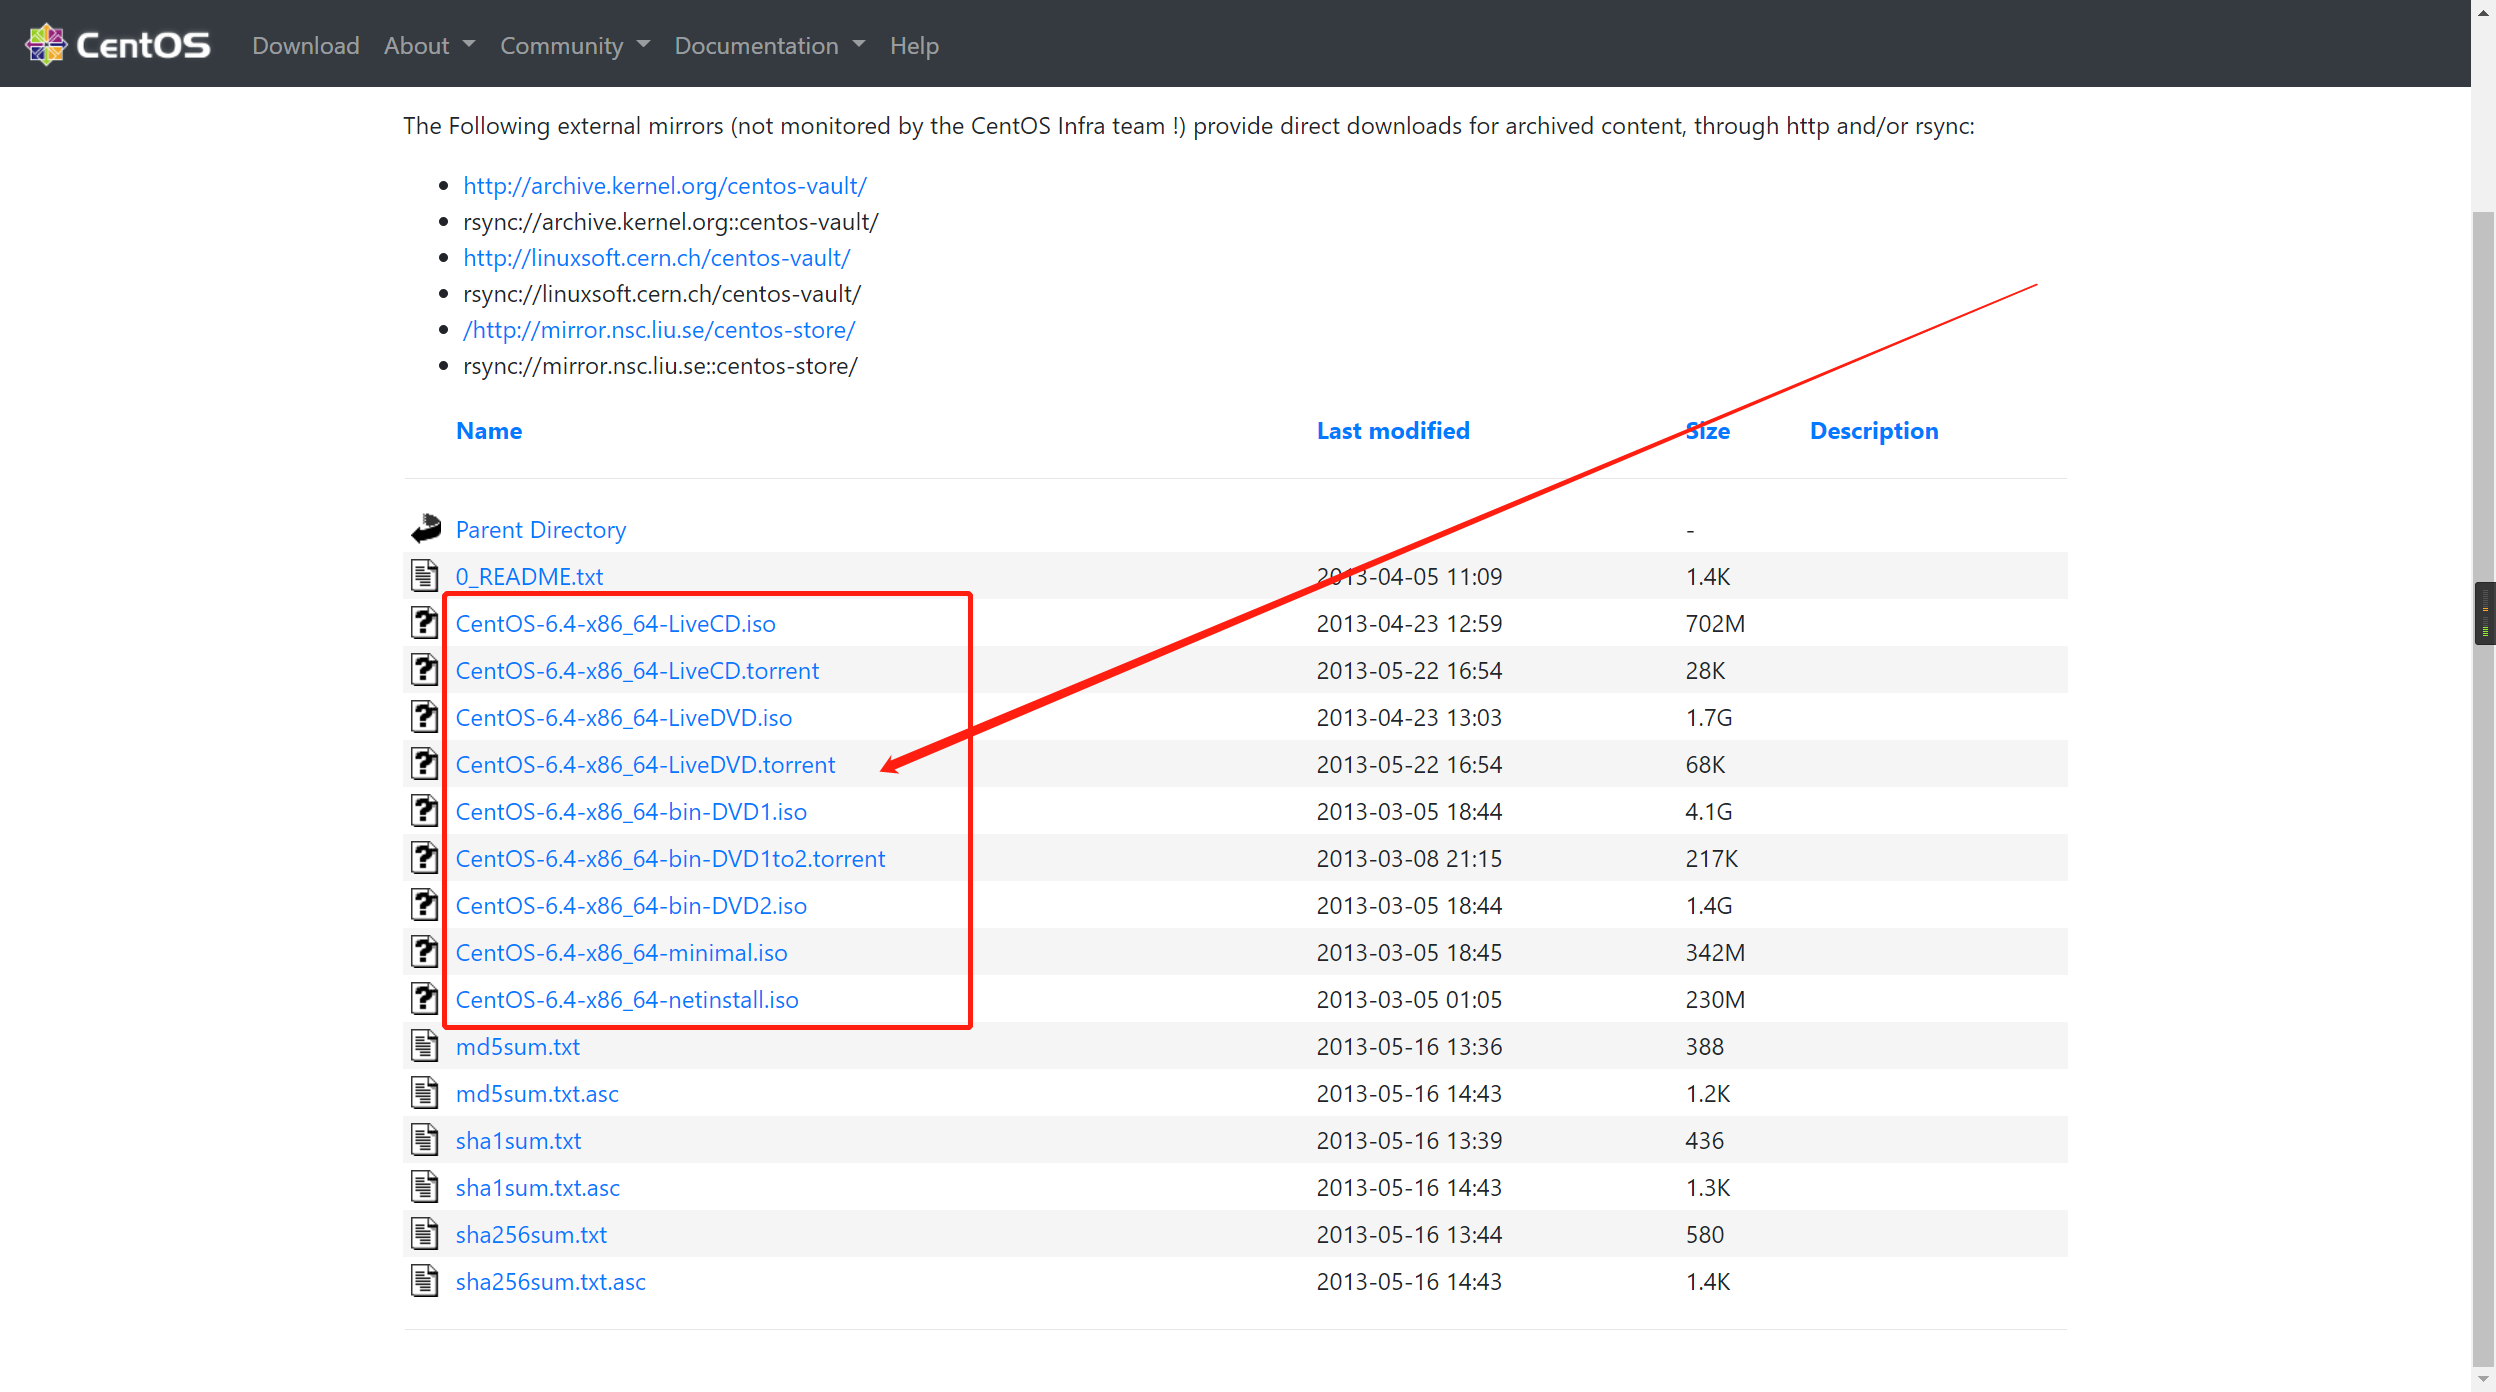 CentOS Download About Community Documentation Help
The Following external mirrors (not monitored by the CentOS Infra team !) provide direct downloads for archived content, through http and/or rsync:
http://archive.kernel.org/centos-vault/
rsync://archive.kernel.org::centos-vault/
http://linuxsoft.cern.ch/centos-vault/
rsync://linuxsoft.cern.ch/centos-vault/
/http://mirror.nsc.liu.se/centos-store/
rsync://mirror.nsc.liu.se::centos-store/
Name Last modified Size Description
Parent Directory -
0_README.txt 2013-04-05 11:09 1.4K
CentOS-6.4-x86_64-LiveCD.iso 2013-04-23 12:59 702M
CentOS-6.4-x86_64-LiveCD.torrent 2013-05-22 16:54 28K
CentOS-6.4-x86_64-LiveDVD.iso 2013-04-23 13:03 1.7G
CentOS-6.4-x86_64-LiveDVD.torrent 2013-05-22 16:54 68K
CentOS-6.4-x86_64-bin-DVD1.iso 2013-03-05 18:44 4.1G
CentOS-6.4-x86_64-bin-DVD1to2.torrent 2013-03-08 21:15 217K
CentOS-6.4-x86_64-bin-DVD2.iso 2013-03-05 18:44 1.4G
CentOS-6.4-x86_64-minimal.iso 2013-03-05 18:45 342M
CentOS-6.4-x86_64-netinstall.iso 2013-03-05 01:05 230M
md5sum.txt 2013-05-16 13:36 388
md5sum.txt.asc 2013-05-16 14:43 1.2K
sha1sum.txt 2013-05-16 13:39 436
sha1sum.txt.asc 2013-05-16 14:43 1.3K
sha256sum.txt 2013-05-16 13:44 580
sha256sum.txt.asc 2013-05-16 14:43 1.4K